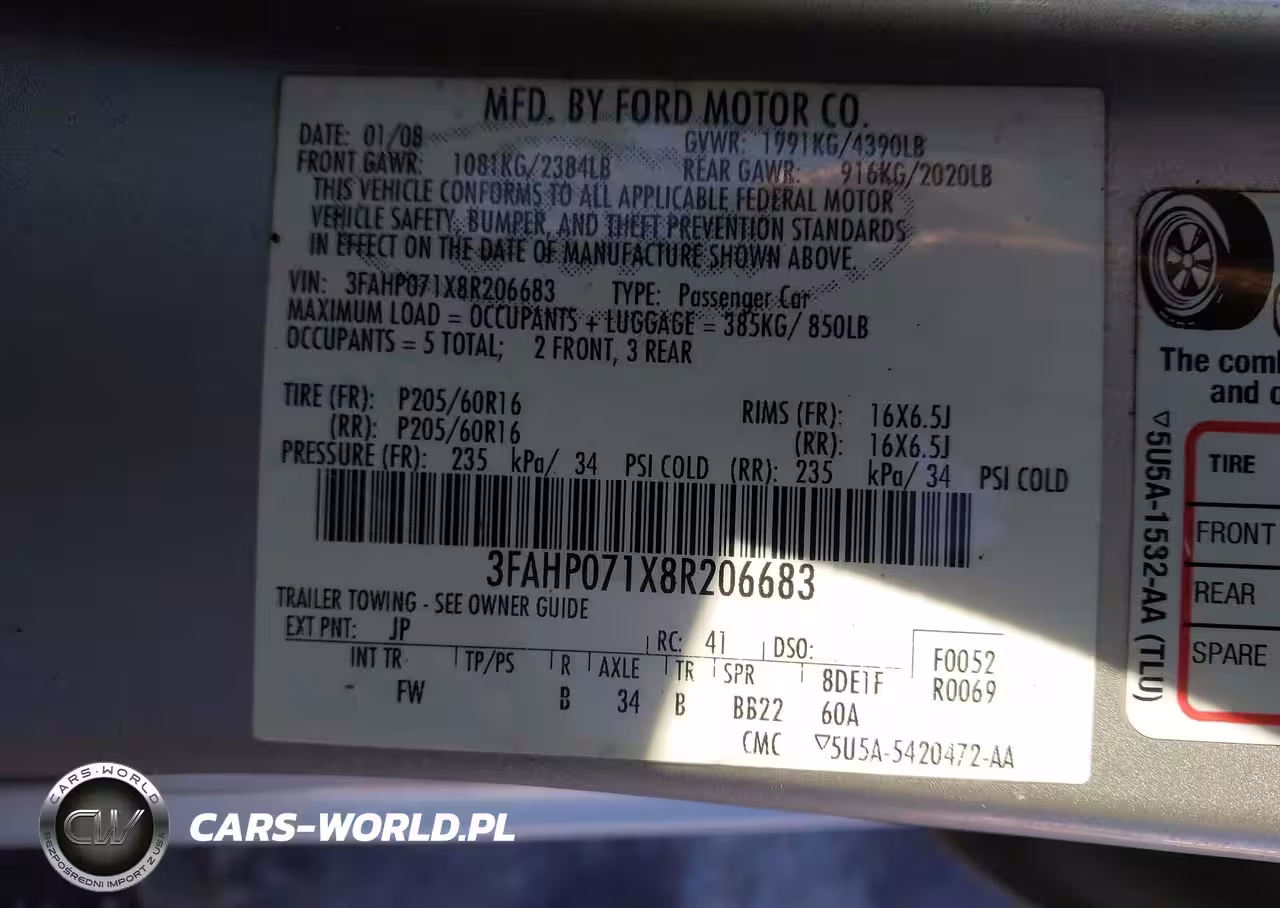 MFD. BY FORD MOTOR CO.
DATE: 01/08 GVWR: 1991KG/4390LB
FRONT GAWR: 1081KG/2384LB REAR GAWR: 916KG/2020LB
THIS VEHICLE CONFORMS TO ALL APPLICABLE FEDERAL MOTOR
VEHICLE SAFETY, BUMPER, AND THEFT PREVENTION STANDARDS
IN EFFECT ON THE DATE OF MANUFACTURE SHOWN ABOVE.
VIN: 3FAHP071X8R206683 TYPE: Passenger Car
MAXIMUM LOAD = OCCUPANTS + LUGGAGE = 385KG/ 850LB
OCCUPANTS = 5 TOTAL; 2 FRONT, 3 REAR
TIRE (FR): P205/60R16 RIMS (FR): 16X6.5J
(RR): P205/60R16 (RR): 16X6.5J
PRESSURE (FR): 235 kPa/ 34 PSI COLD (RR): 235 kPa/ 34 PSI COLD
3FAHP071X8R206683
TRAILER TOWING - SEE OWNER GUIDE
EXT PNT: JP RC: 41 DSO: F0052
INT TR TP/PS R AXLE TR SPR 8DE1F R0069
- FW B 34 B BB22 60A
CMC ▽5U5A-5420472-AA
The com
and
▽5U5A-1532-AA (TLU)
TIRE
FRONT
REAR
SPARE
CARS-WORLD
CW
BEZPOŚREDNI IMPORT Z USA
CARS-WORLD.PL